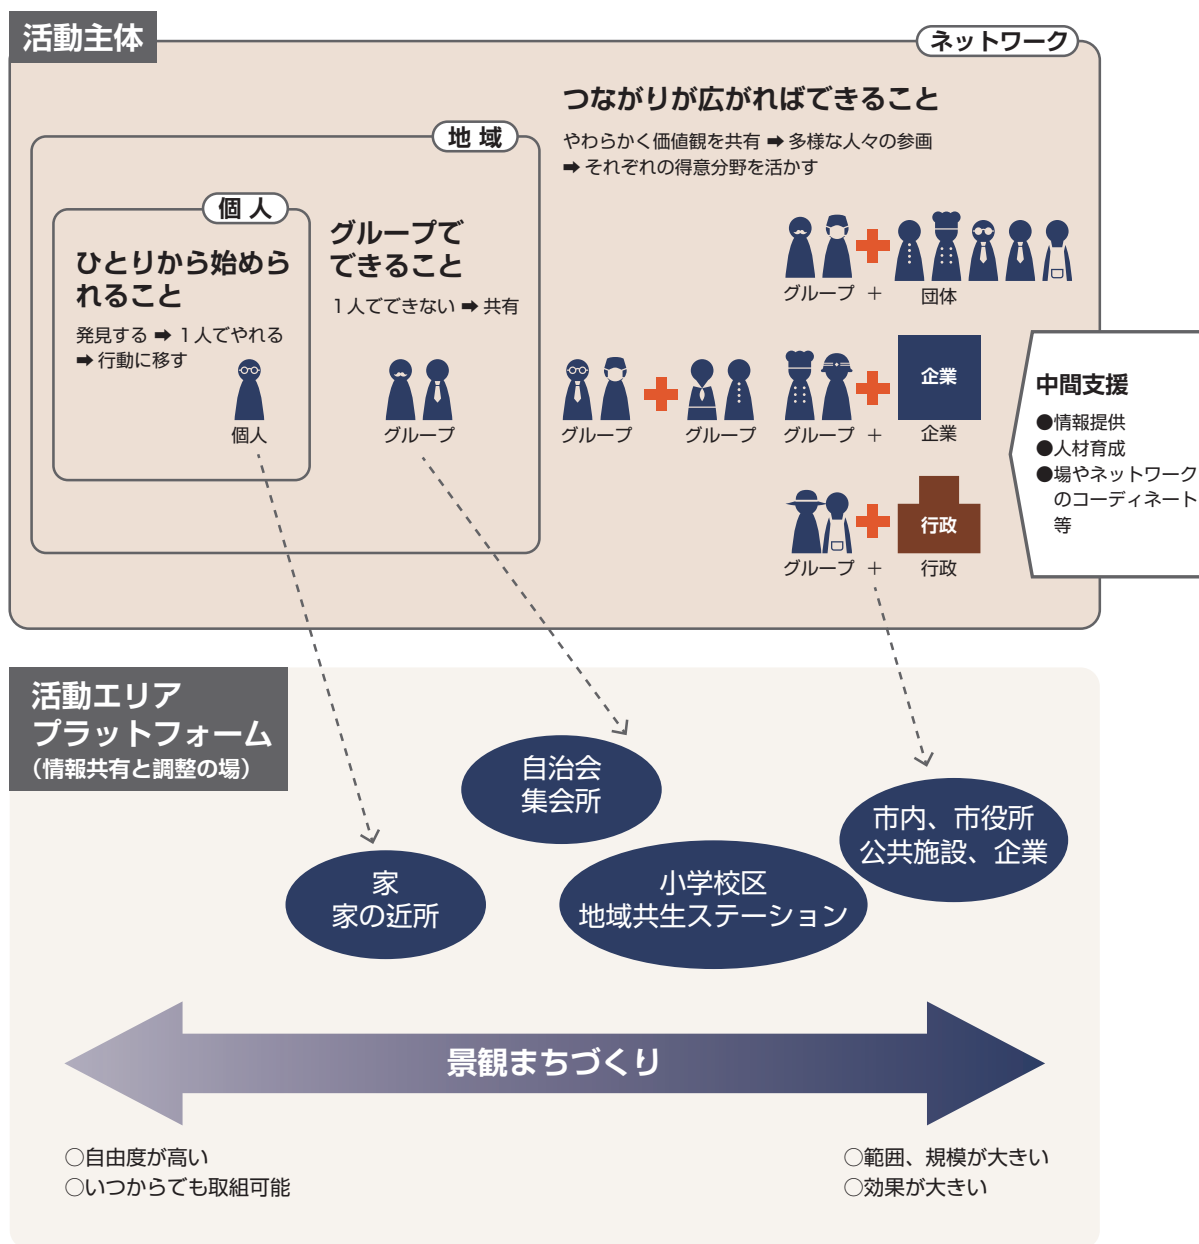 活動主体
ネットワーク
つながりが広がればできること
やわらかく価値観を共有 ➡ 多様な人々の参画
➡ それぞれの得意分野を活かす
地 域
グループで
できること
1人でできない ➡ 共有
個 人
ひとりから始めら
れること
発見する ➡ 1人でやれる
➡ 行動に移す
個人
グループ
グループ
グループ
グループ ＋ 団体
企業
グループ ＋ 企業
行政
グループ ＋ 行政
中間支援
●情報提供
●人材育成
●場やネットワーク
のコーディネート
等
活動エリア
プラットフォーム
（情報共有と調整の場）
自治会
集会所
市内、市役所
公共施設、企業
家
家の近所
小学校区
地域共生ステーション
景観まちづくり
○自由度が高い
○いつからでも取組可能
○範囲、規模が大きい
○効果が大きい